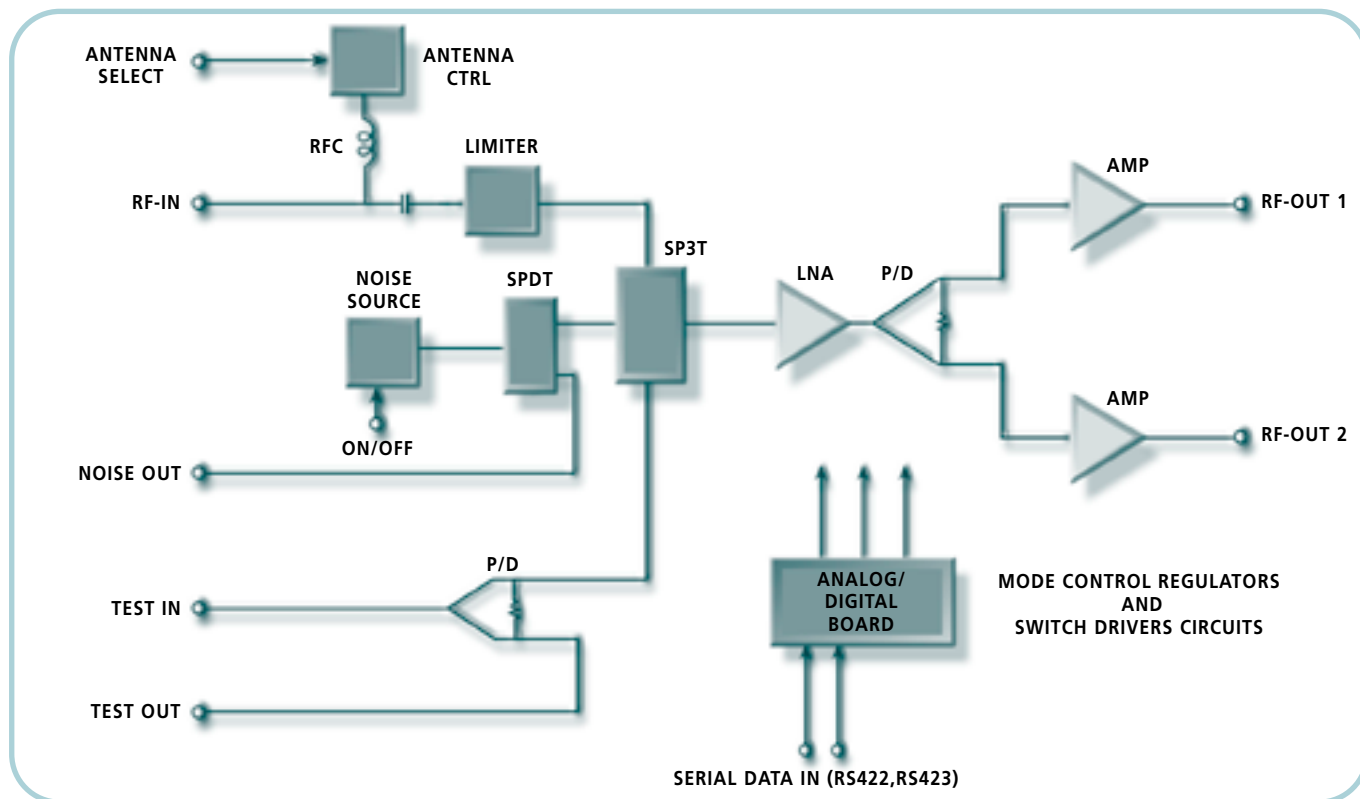 ANTENNA
SELECT
ANTENNA
CTRL
RFC
LIMITER
RF-IN
AMP
RF-OUT 1
SP3T
NOISE
SOURCE
SPDT
LNA
P/D
ON/OFF
NOISE OUT
AMP
RF-OUT 2
P/D
TEST IN
TEST OUT
ANALOG/
DIGITAL
BOARD
MODE CONTROL REGULATORS
AND
SWITCH DRIVERS CIRCUITS
SERIAL DATA IN (RS422,RS423)